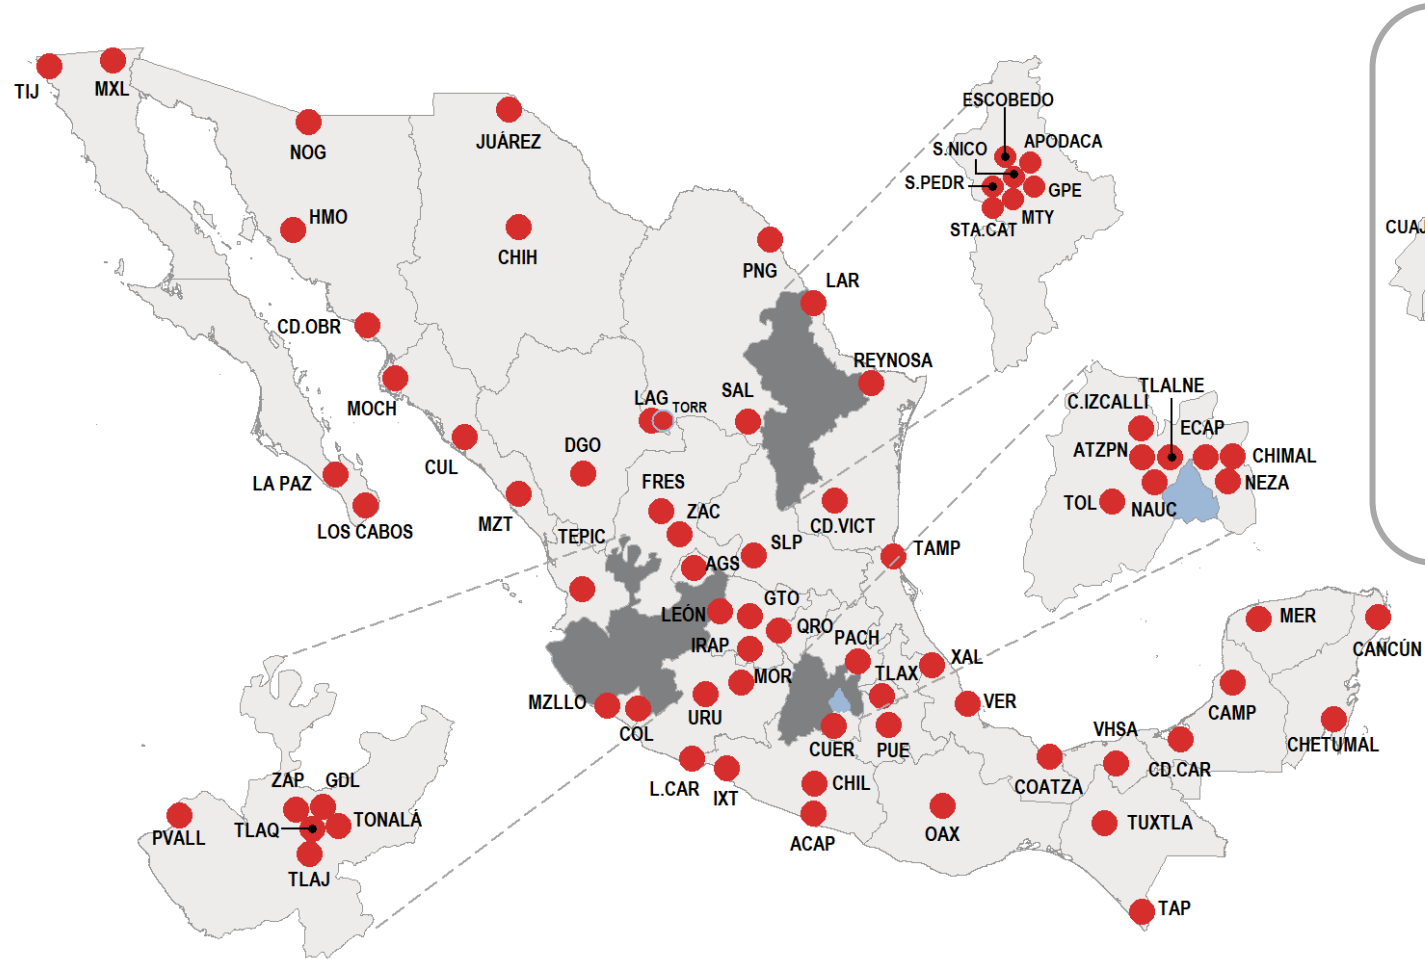 TIJ
MXL
NOG
JUÁREZ
HMO
CHIH
CD.OBR
MOCH
PNG
LAR
ESCOBEDO
APODACA
S.NICO
S.PEDR
GPE
MTY
STA.CAT
CUAJ
REYNOSA
SAL
LAG
TORR
CUL
DGO
LA PAZ
LOS CABOS
MZT
FRES
ZAC
CD.VICT
TEPIC
SLP
AGS
TAMP
TLALNE
C.IZCALLI
ECAP
ATZPN
CHIMAL
NEZA
TOL
NAUC
LEÓN
GTO
QRO
IRAP
PACH
MOR
TLAX
XAL
MER
CANCÚN
MZLLO
COL
URU
CUER
PUE
VER
CAMP
CHETUMAL
VHSA
CD.CAR
COATZA
L.CAR
IXT
CHIL
ACAP
OAX
TUXTLA
TAP
ZAP
GDL
TONALÁ
TLAQ
PVALL
TLAJ